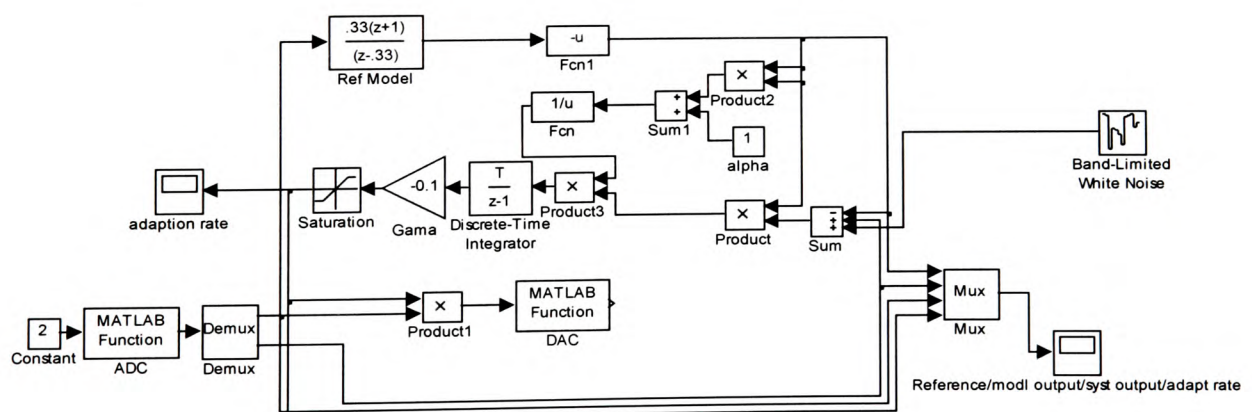 .33(z+1)
(z-.33)
Ref Model
-u
Fcn1
×
Product2
1/u
Fcn
+
+
Sum1
1
alpha
Band-Limited
White Noise
adaption rate
Saturation
-0.1
Gama
T
z-1
Discrete-Time
Integrator
×
Product3
×
Product
−
+
+
Sum
2
Constant
MATLAB
Function
ADC
Demux
Demux
×
Product1
MATLAB
Function
DAC
Mux
Mux
Reference/modl output/syst output/adapt rate